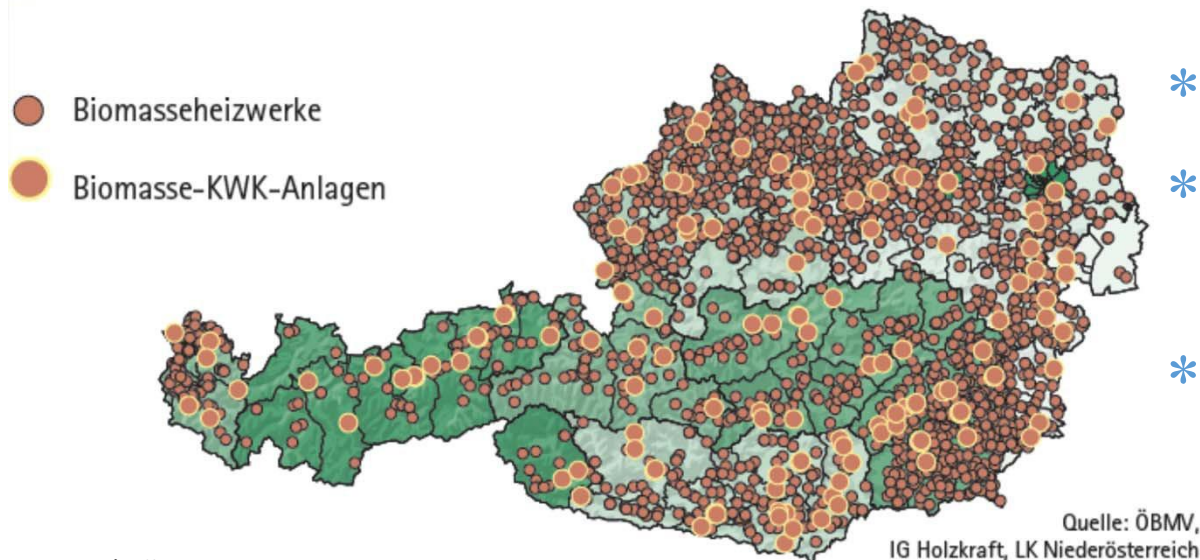 Biomasseheizwerke
Biomasse-KWK-Anlagen
Quelle: ÖBMV,
IG Holzkraft, LK Niederösterreich